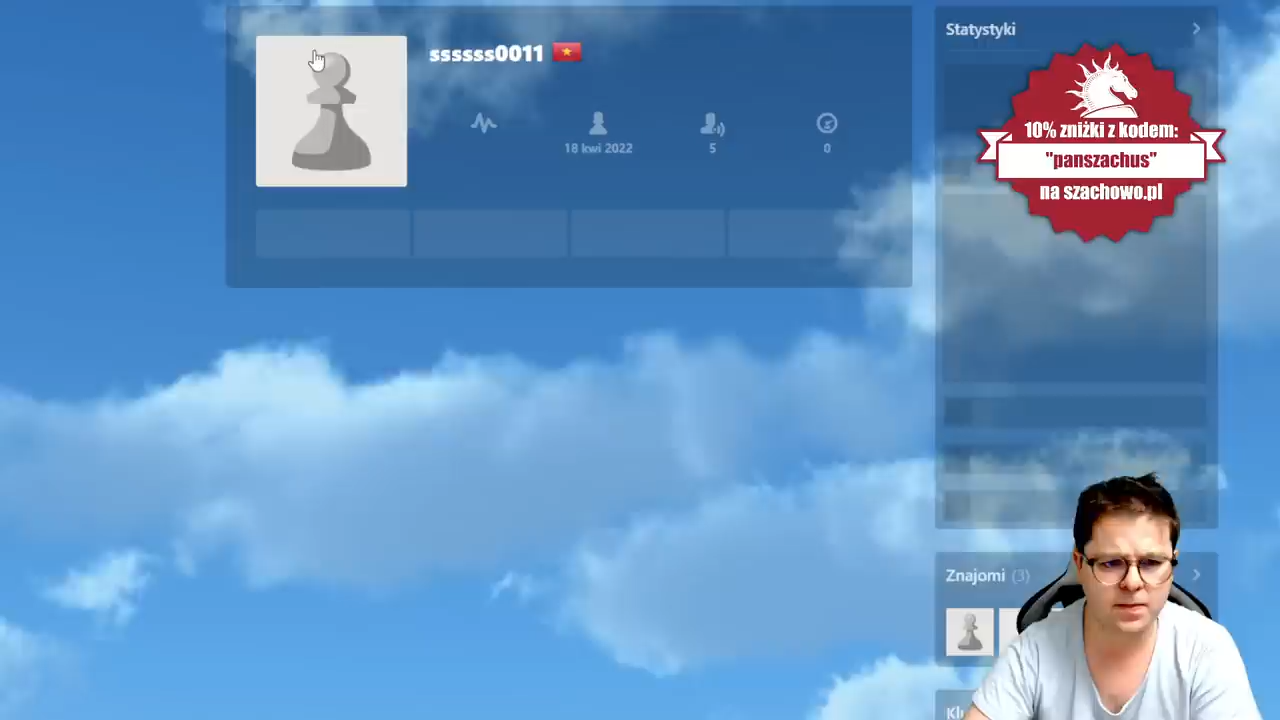 ssssss0011
18 kwi 2022
5
0
Statystyki
10% zniżki z kodem:
"panszachus"
na szachowo.pl
Znajomi (3)